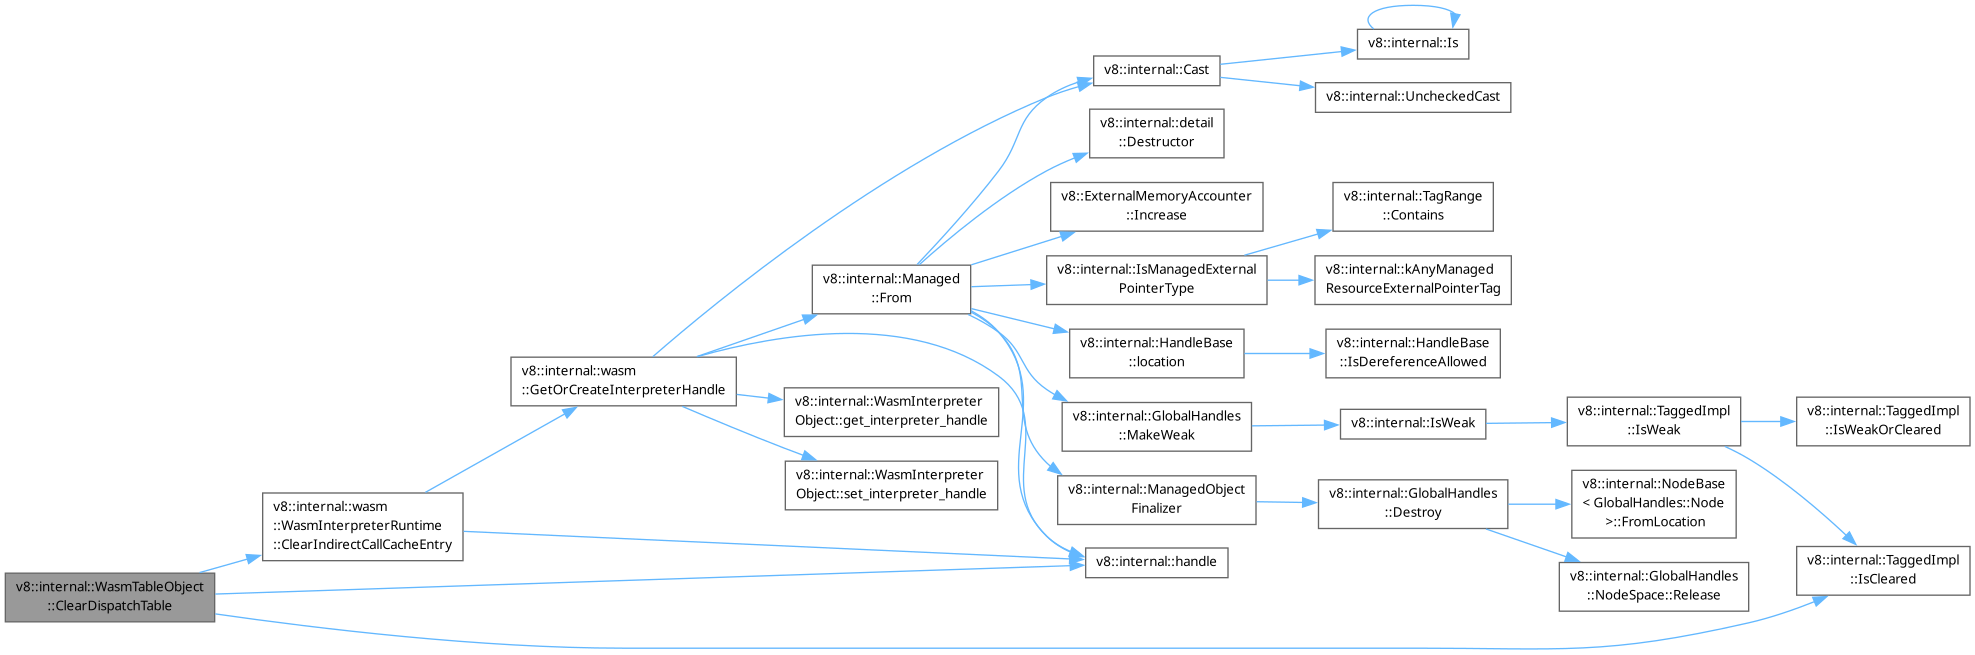 v8::internal::WasmTableObject
::ClearDispatchTable
v8::internal::wasm
::WasmInterpreterRuntime
::ClearIndirectCallCacheEntry
v8::internal::wasm
::GetOrCreateInterpreterHandle
v8::internal::Managed
::From
v8::internal::WasmInterpreter
Object::get_interpreter_handle
v8::internal::WasmInterpreter
Object::set_interpreter_handle
v8::internal::Cast
v8::internal::detail
::Destructor
v8::ExternalMemoryAccounter
::Increase
v8::internal::IsManagedExternal
PointerType
v8::internal::HandleBase
::location
v8::internal::GlobalHandles
::MakeWeak
v8::internal::ManagedObject
Finalizer
v8::internal::handle
v8::internal::Is
v8::internal::UncheckedCast
v8::internal::TagRange
::Contains
v8::internal::kAnyManaged
ResourceExternalPointerTag
v8::internal::HandleBase
::IsDereferenceAllowed
v8::internal::IsWeak
v8::internal::GlobalHandles
::Destroy
v8::internal::TaggedImpl
::IsWeak
v8::internal::NodeBase
< GlobalHandles::Node
>::FromLocation
v8::internal::GlobalHandles
::NodeSpace::Release
v8::internal::TaggedImpl
::IsWeakOrCleared
v8::internal::TaggedImpl
::IsCleared